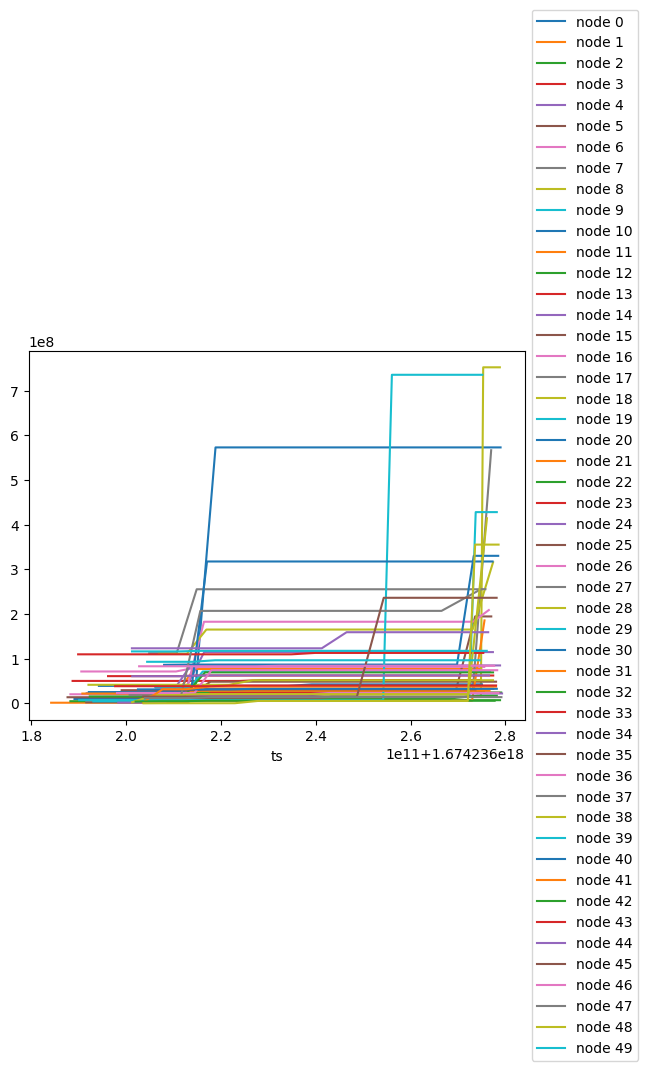 1e8
7
6
5
4
3
2
1
0
1.8 2.0 2.2 2.4 2.6 2.8
ts
1e11+1.674236e18
node 0
node 1
node 2
node 3
node 4
node 5
node 6
node 7
node 8
node 9
node 10
node 11
node 12
node 13
node 14
node 15
node 16
node 17
node 18
node 19
node 20
node 21
node 22
node 23
node 24
node 25
node 26
node 27
node 28
node 29
node 30
node 31
node 32
node 33
node 34
node 35
node 36
node 37
node 38
node 39
node 40
node 41
node 42
node 43
node 44
node 45
node 46
node 47
node 48
node 49